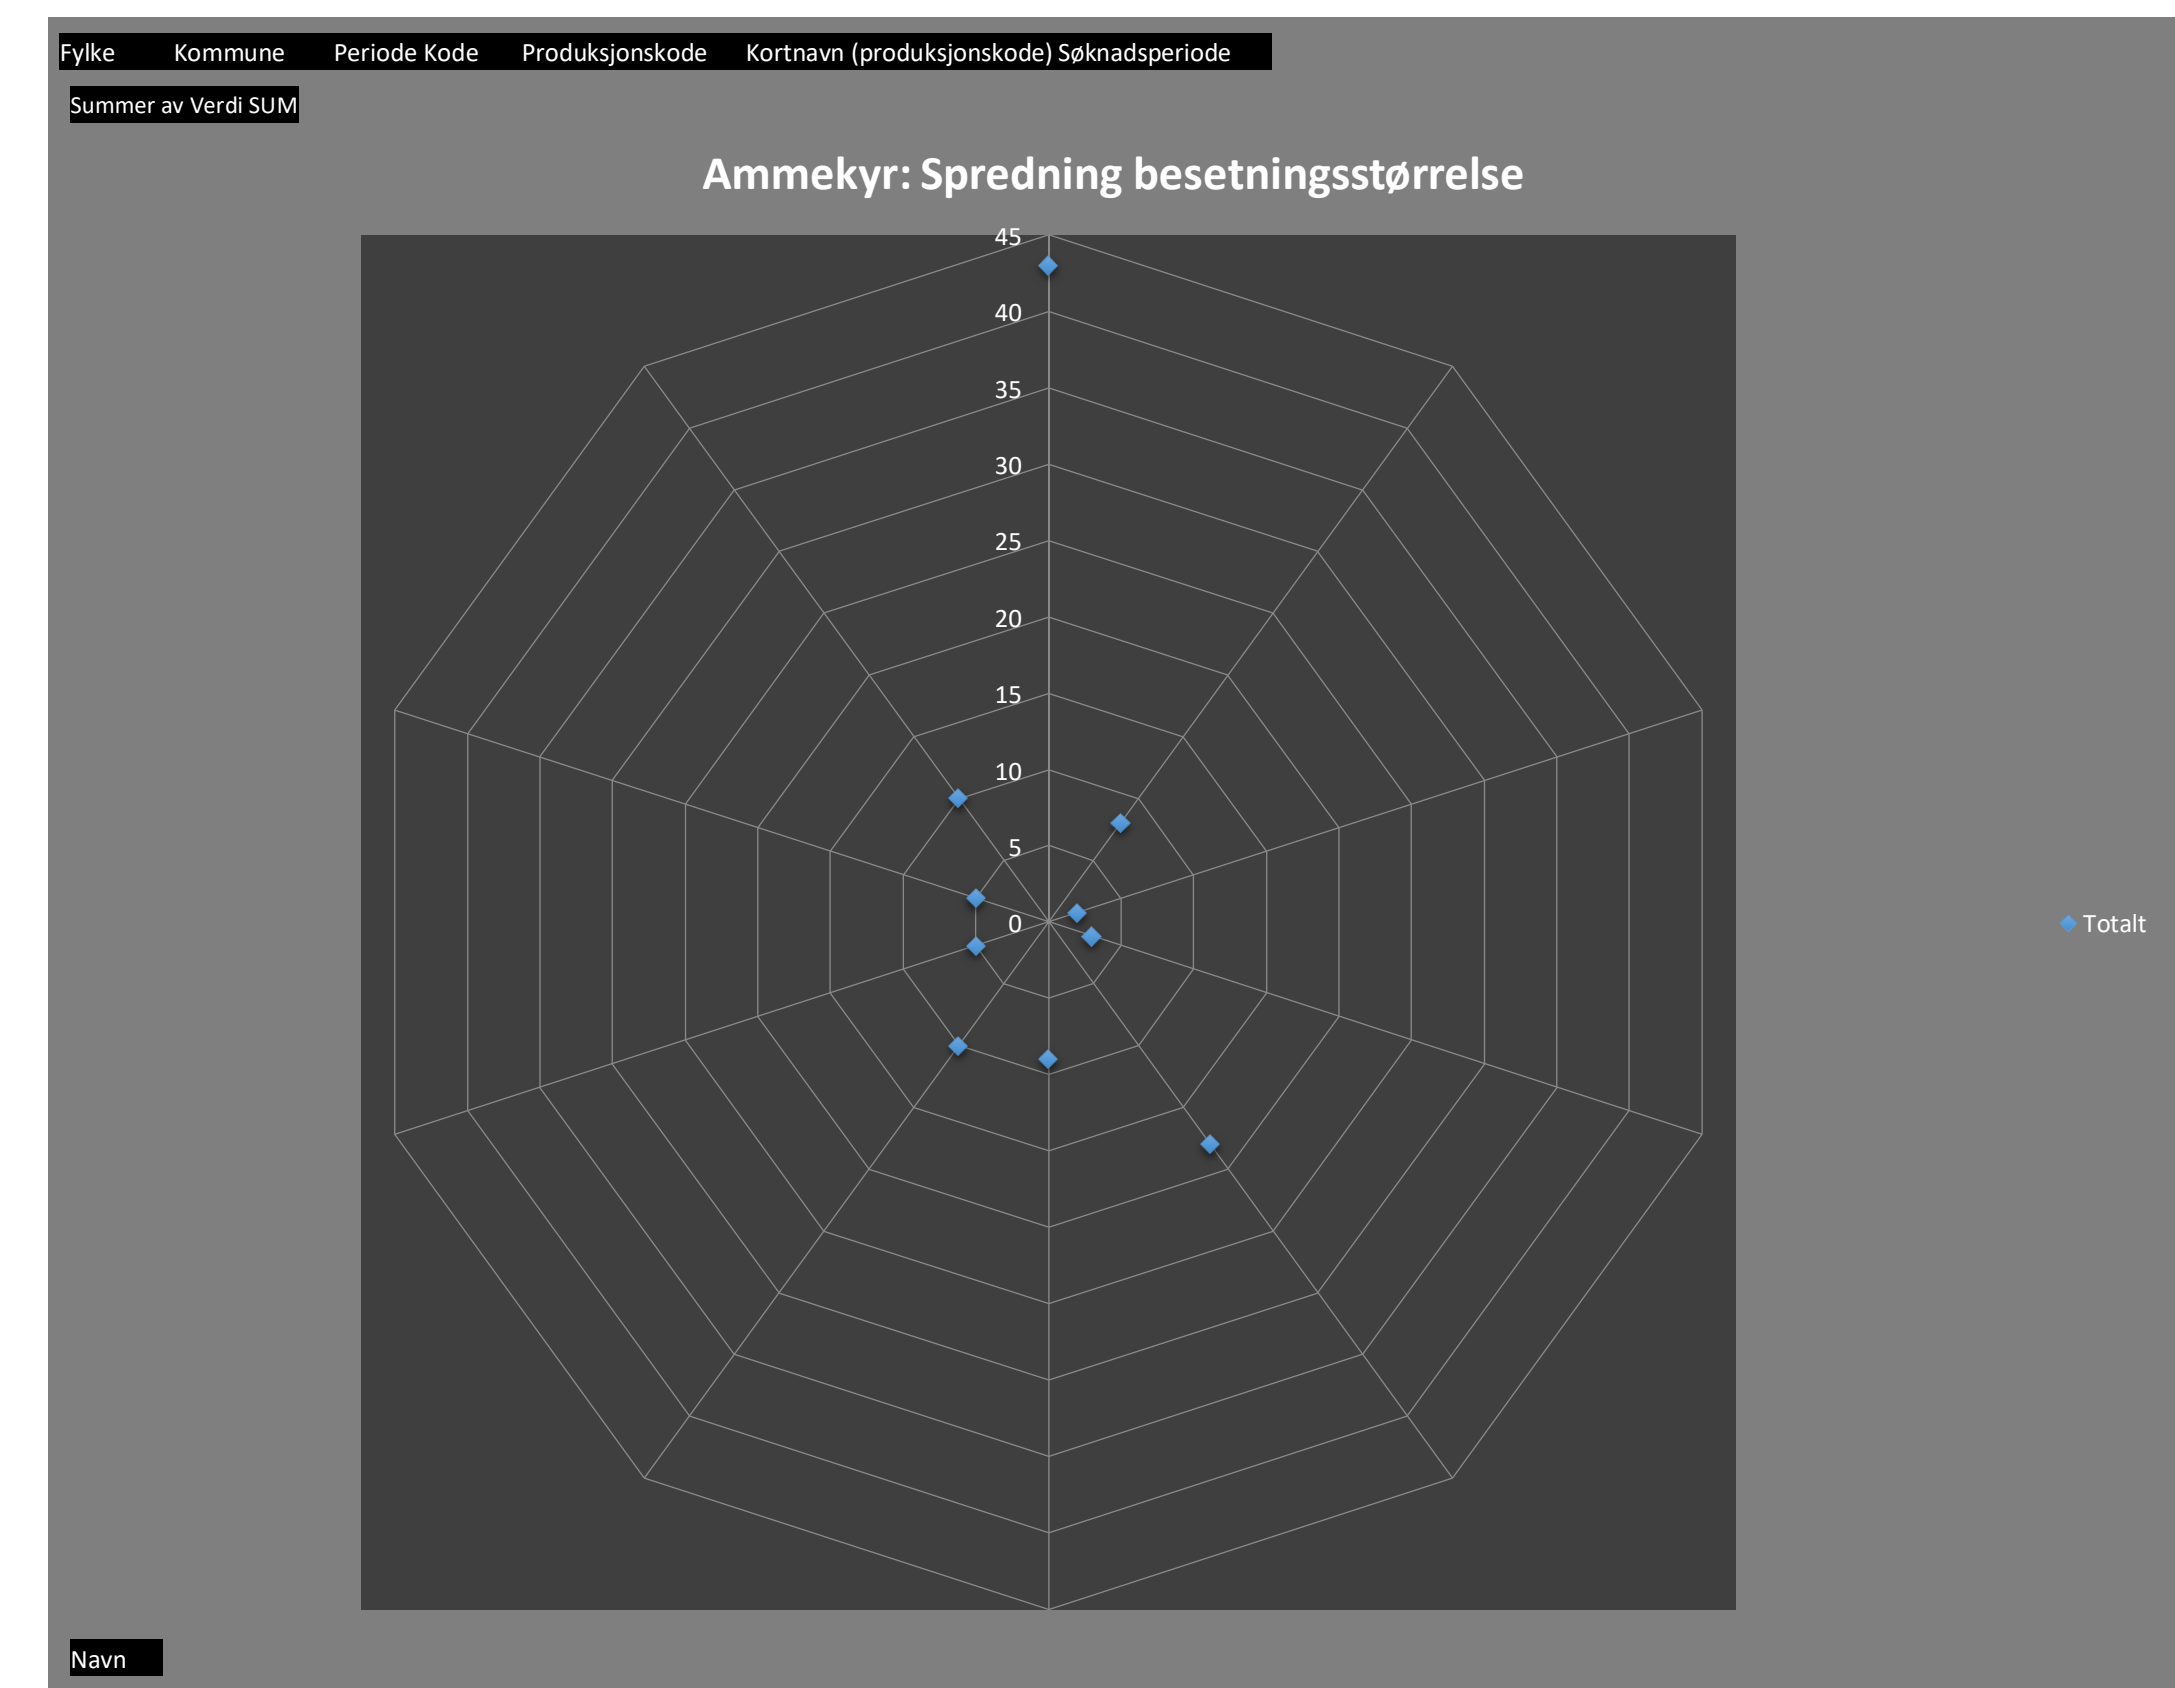 Fylke Kommune Periode Kode Produksjonskode Kortnavn (produksjonskode) Søknadsperiode
Summer av Verdi SUM
Ammekyr: Spredning besetningsstørrelse
45
40
35
30
25
20
15
10
5
0
Totalt
Navn